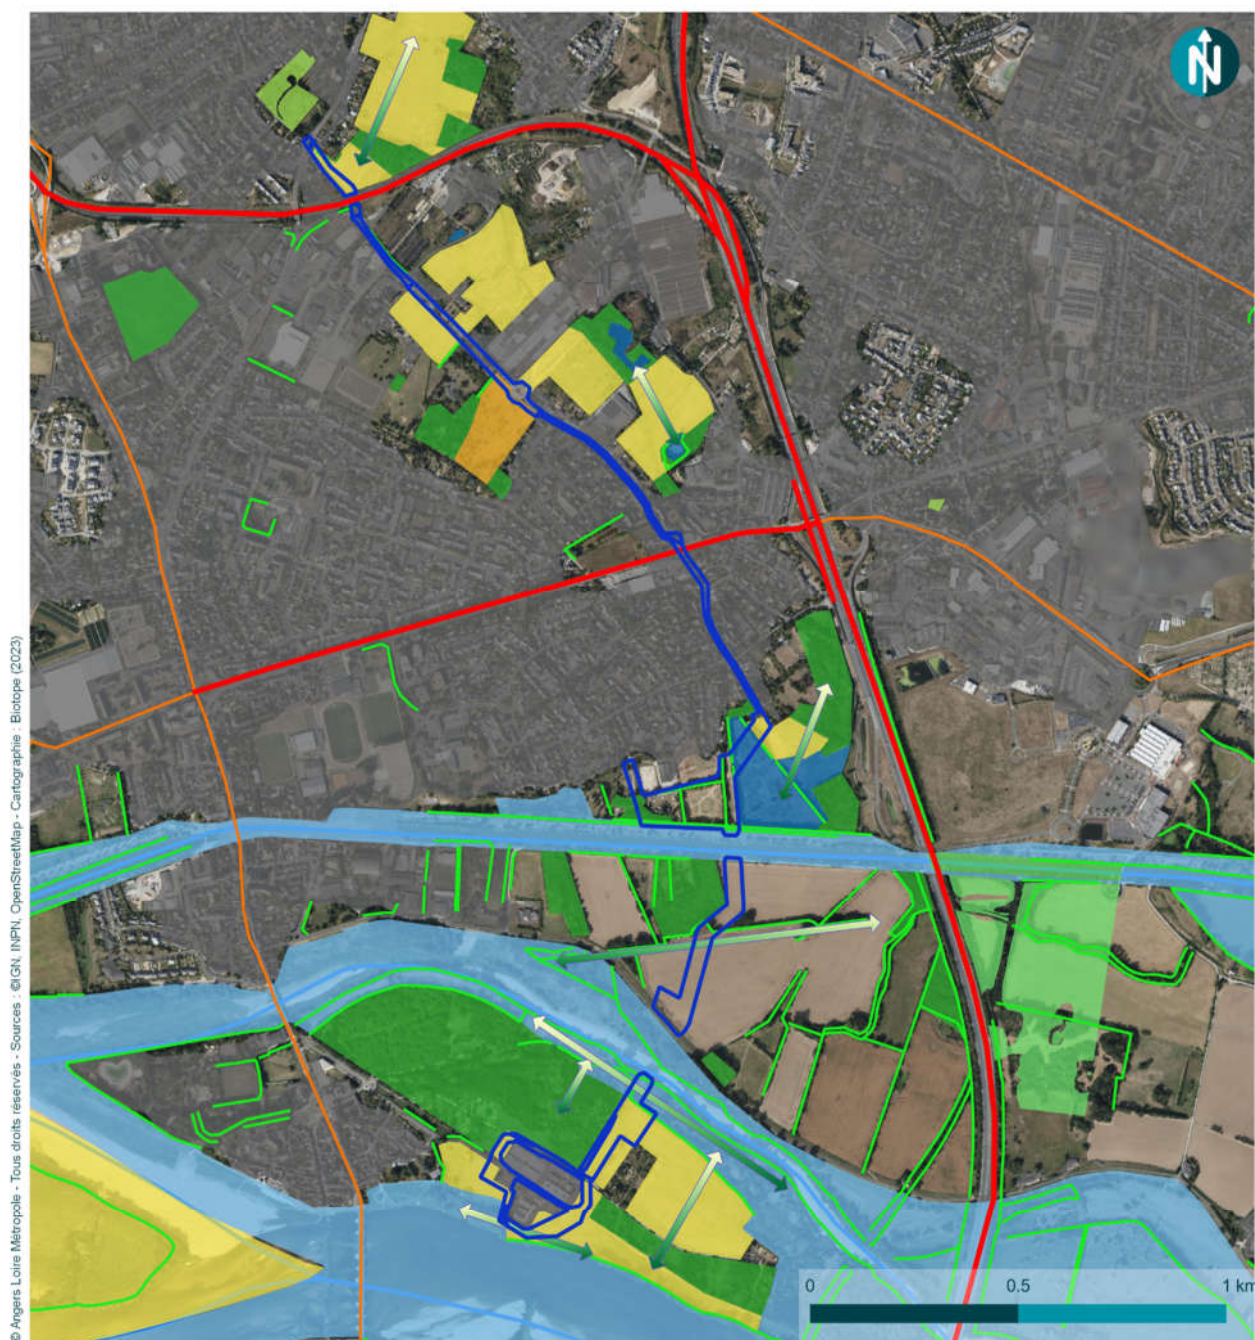 N
© Angers Loire Métropole - Tous droits réservés - Sources : ©IGN, INPN, OpenStreetMap - Cartographie : Biotope (2023)
0 0.5 1 km